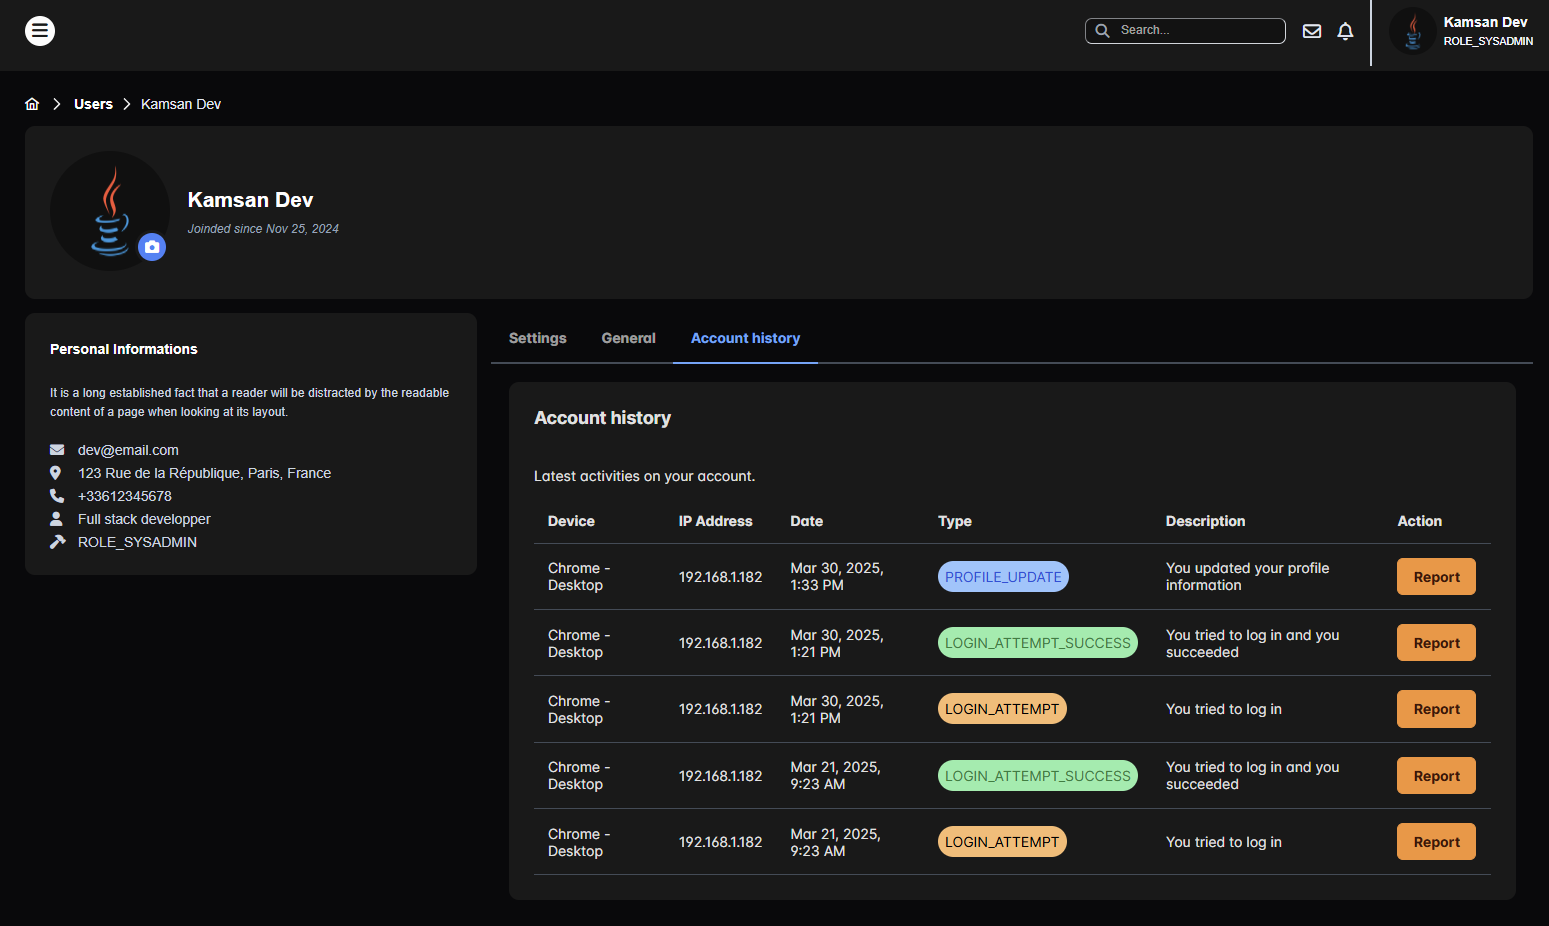 Search...
Kamsan Dev
ROLE_SYSADMIN
Users
Kamsan Dev
Kamsan Dev
Joinded since Nov 25, 2024
Personal Informations
It is a long established fact that a reader will be distracted by the readable
content of a page when looking at its layout.
dev@email.com
123 Rue de la République, Paris, France
+33612345678
Full stack developper
ROLE_SYSADMIN
Settings General Account history
Account history
Latest activities on your account.
Device IP Address Date Type Description Action
Chrome -
Desktop
192.168.1.182
Mar 30, 2025,
1:33 PM
PROFILE_UPDATE
You updated your profile
information
Report
Chrome -
Desktop
192.168.1.182
Mar 30, 2025,
1:21 PM
LOGIN_ATTEMPT_SUCCESS
You tried to log in and you
succeeded
Report
Chrome -
Desktop
192.168.1.182
Mar 30, 2025,
1:21 PM
LOGIN_ATTEMPT
You tried to log in
Report
Chrome -
Desktop
192.168.1.182
Mar 21, 2025,
9:23 AM
LOGIN_ATTEMPT_SUCCESS
You tried to log in and you
succeeded
Report
Chrome -
Desktop
192.168.1.182
Mar 21, 2025,
9:23 AM
LOGIN_ATTEMPT
You tried to log in
Report